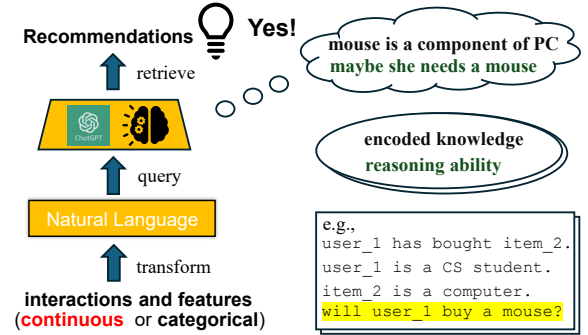 Recommendations
Yes!
retrieve
mouse is a component of PC
maybe she needs a mouse
ChatGPT
encoded knowledge
reasoning ability
query
Natural Language
transform
interactions and features
(continuous or categorical)
e.g.,
user_1 has bought item_2.
user_1 is a CS student.
item_2 is a computer.
will user_1 buy a mouse?